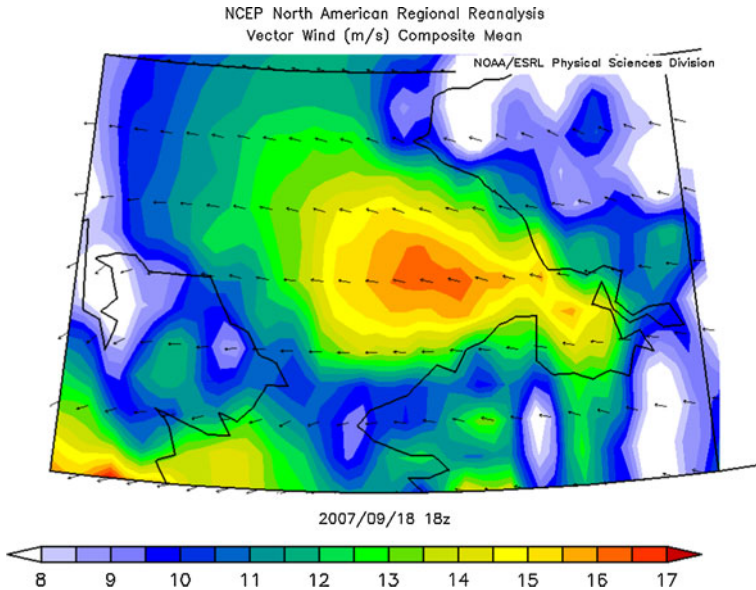 NCEP North American Regional Reanalysis
Vector Wind (m/s) Composite Mean
NOAA/ESRL Physical Sciences Division
2007/09/18 18z
8 9 10 11 12 13 14 15 16 17